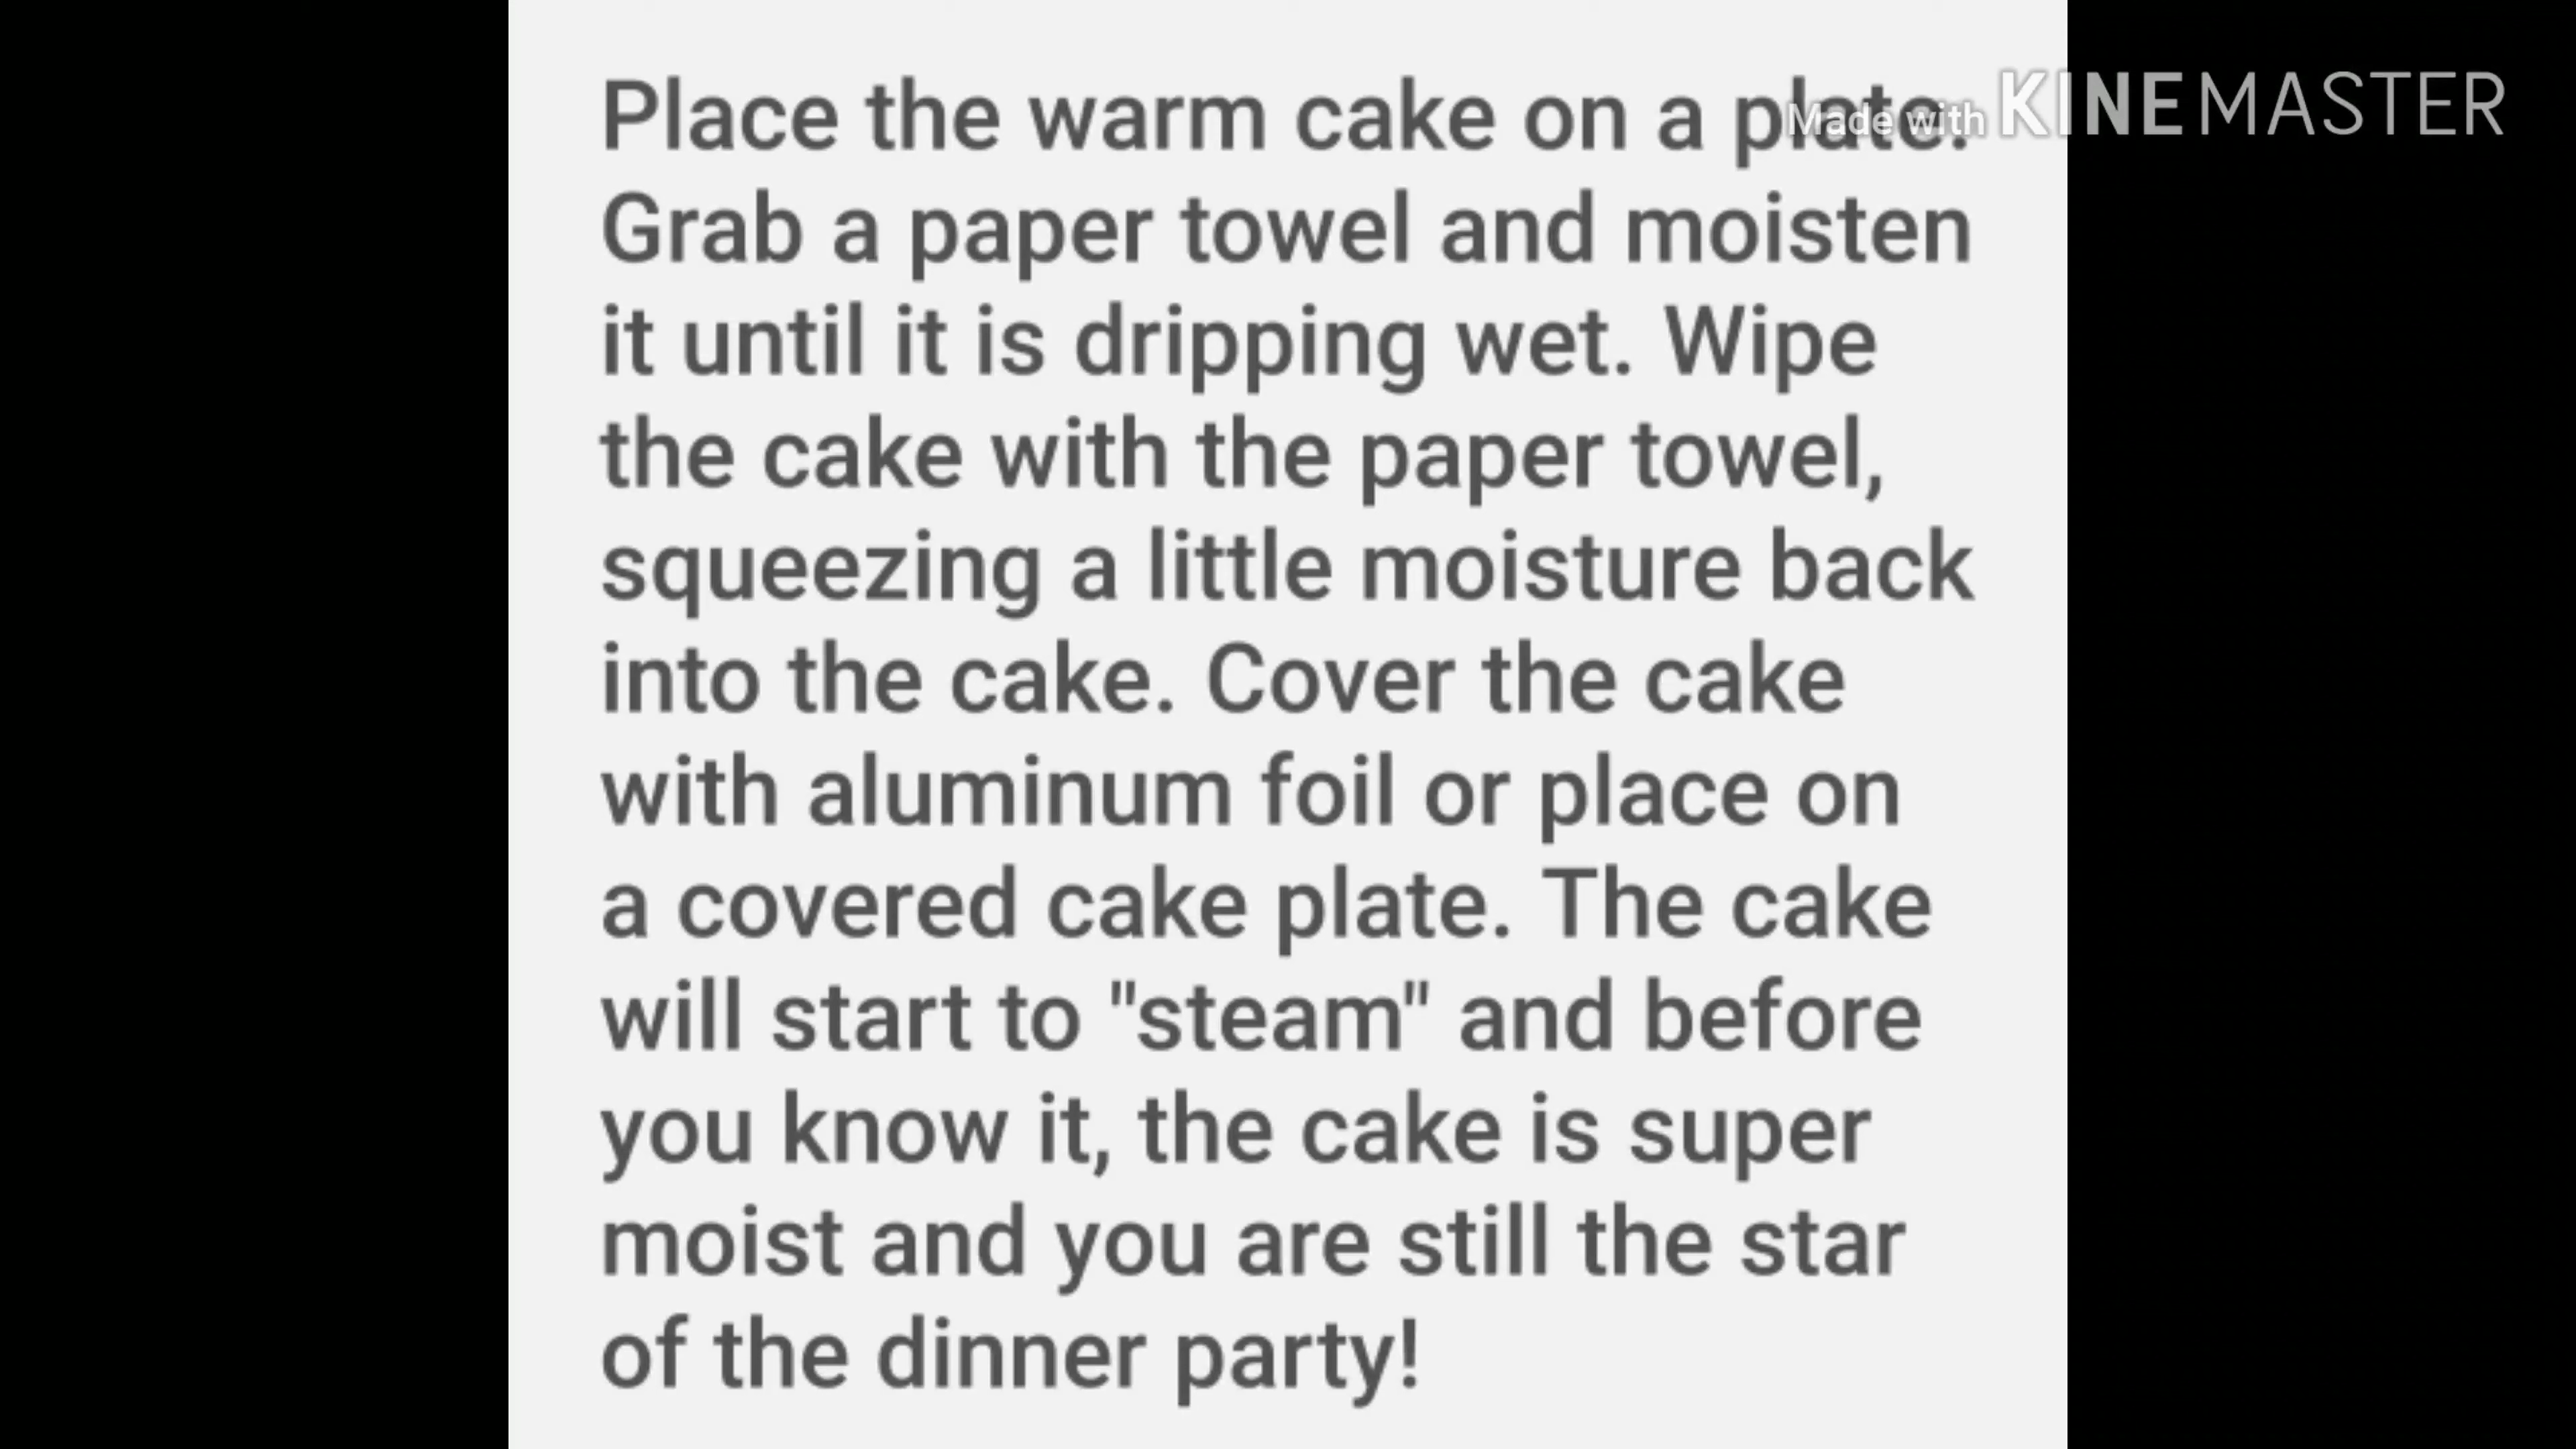 Place the warm cake on a plate.
Made with KINEMASTER
Grab a paper towel and moisten
it until it is dripping wet. Wipe
the cake with the paper towel,
squeezing a little moisture back
into the cake. Cover the cake
with aluminum foil or place on
a covered cake plate. The cake
will start to "steam" and before
you know it, the cake is super
moist and you are still the star
of the dinner party!